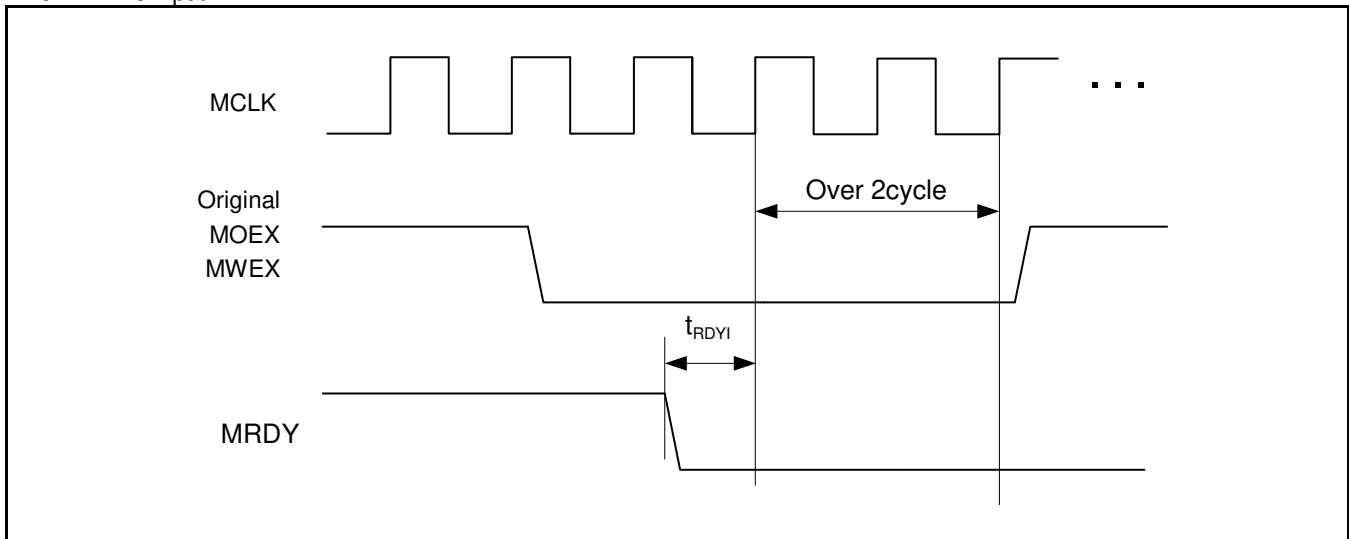 MCLK
· · ·
Original
MOEX
MWEX
Over 2cycle
tRDYI
MRDY